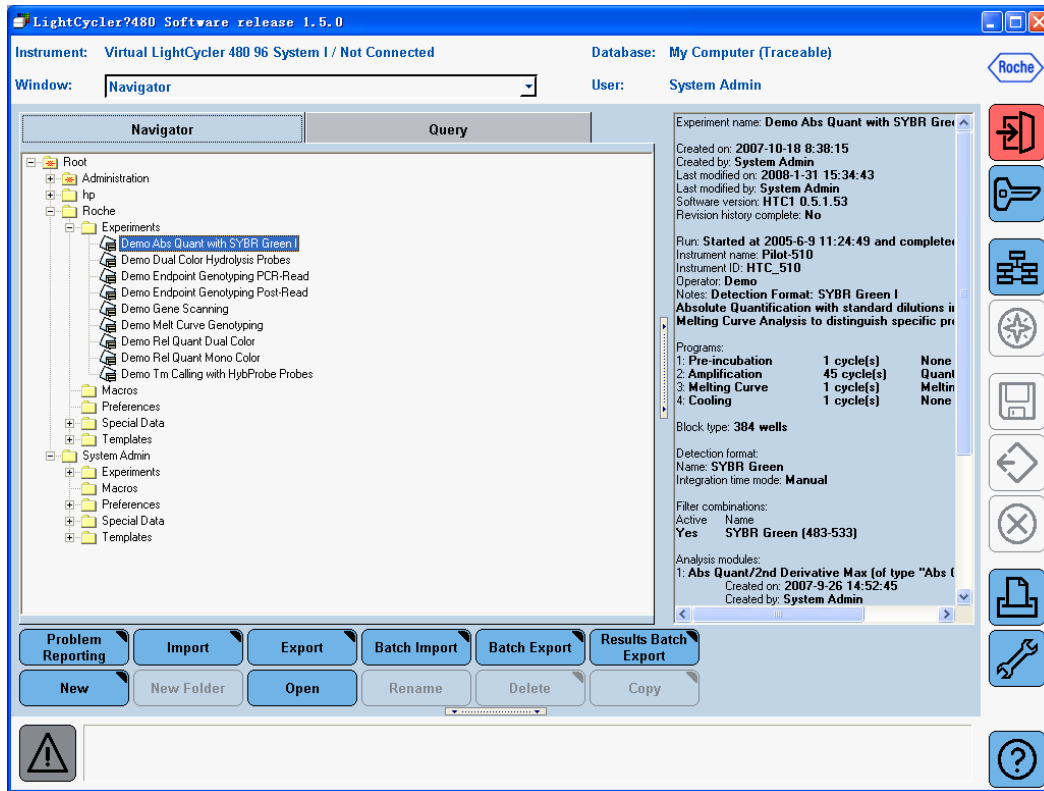 LightCycler?480 Software release 1.5.0
Instrument: Virtual LightCycler 480 96 System I / Not Connected
Database: My Computer (Traceable)
Window: Navigator
User: System Admin
Roche
Navigator
Query
Root
Administration
hp
Roche
Experiments
Demo Abs Quant with SYBR Green I
Demo Dual Color Hydrolysis Probes
Demo Endpoint Genotyping PCR-Read
Demo Endpoint Genotyping Post-Read
Demo Gene Scanning
Demo Melt Curve Genotyping
Demo Rel Quant Dual Color
Demo Rel Quant Mono Color
Demo Tm Calling with HybProbe Probes
Macros
Preferences
Special Data
Templates
System Admin
Experiments
Macros
Preferences
Special Data
Templates
Experiment name: Demo Abs Quant with SYBR Gree
Created on: 2007-10-18 8:38:15
Created by: System Admin
Last modified on: 2008-1-31 15:34:43
Last modified by: System Admin
Software version: HTC1 0.5.1.53
Revision history complete: No
Run: Started at 2005-6-9 11:24:49 and completed
Instrument name: Pilot-510
Instrument ID: HTC_510
Operator: Demo
Notes: Detection Format: SYBR Green I
Absolute Quantification with standard dilutions i
Melting Curve Analysis to distinguish specific pr
Programs:
1: Pre-incubation 1 cycle(s) None
2: Amplification 45 cycle(s) Quant
3: Melting Curve 1 cycle(s) Meltin
4: Cooling 1 cycle(s) None
Block type: 384 wells
Detection format:
Name: SYBR Green
Integration time mode: Manual
Filter combinations:
Active Name
Yes SYBR Green (483-533)
Analysis modules:
1: Abs Quant/2nd Derivative Max (of type "Abs
Created on: 2007-9-26 14:52:45
Created by: System Admin
Problem Reporting
Import
Export
Batch Import
Batch Export
Results Batch Export
New
New Folder
Open
Rename
Delete
Copy